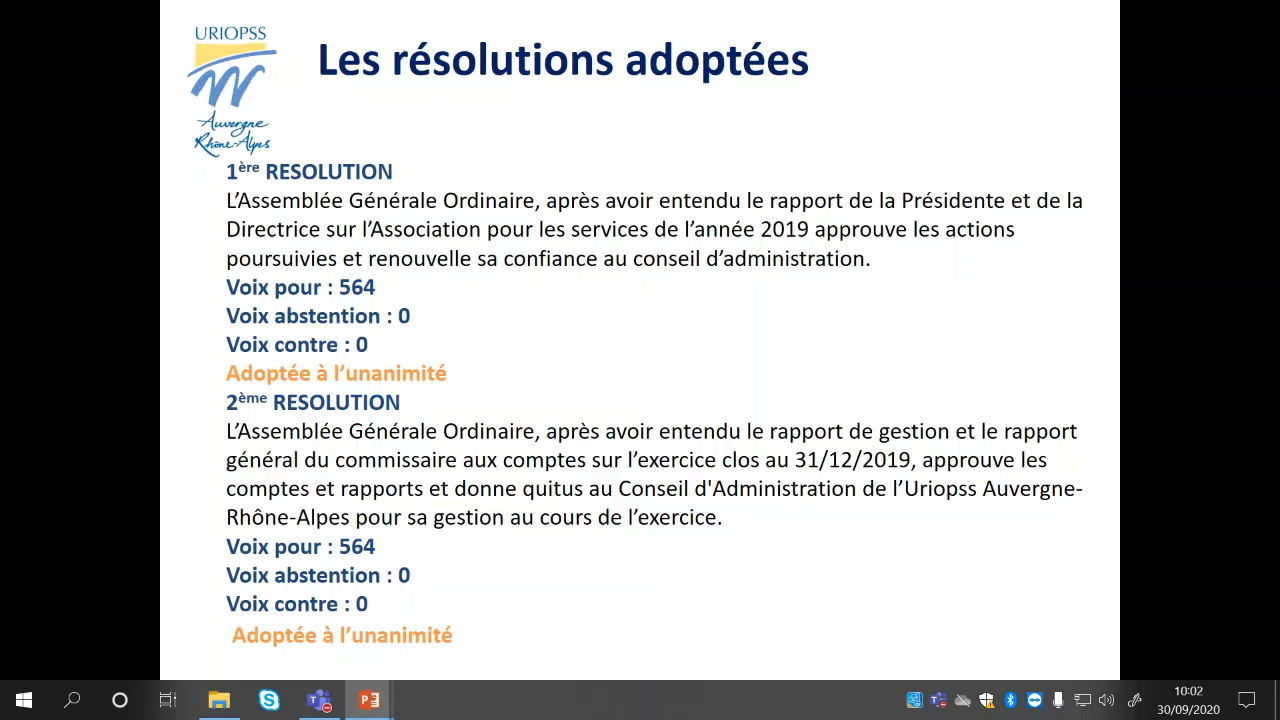 URIOPSS
Auvergne
Rhône-Alpes
Les résolutions adoptées
1ère RESOLUTION
L’Assemblée Générale Ordinaire, après avoir entendu le rapport de la Présidente et de la
Directrice sur l’Association pour les services de l’année 2019 approuve les actions
poursuivies et renouvelle sa confiance au conseil d’administration.
Voix pour : 564
Voix abstention : 0
Voix contre : 0
Adoptée à l’unanimité
2ème RESOLUTION
L’Assemblée Générale Ordinaire, après avoir entendu le rapport de gestion et le rapport
général du commissaire aux comptes sur l’exercice clos au 31/12/2019, approuve les
comptes et rapports et donne quitus au Conseil d'Administration de l’Uriopss Auvergne-
Rhône-Alpes pour sa gestion au cours de l’exercice.
Voix pour : 564
Voix abstention : 0
Voix contre : 0
Adoptée à l’unanimité
10:02
30/09/2020